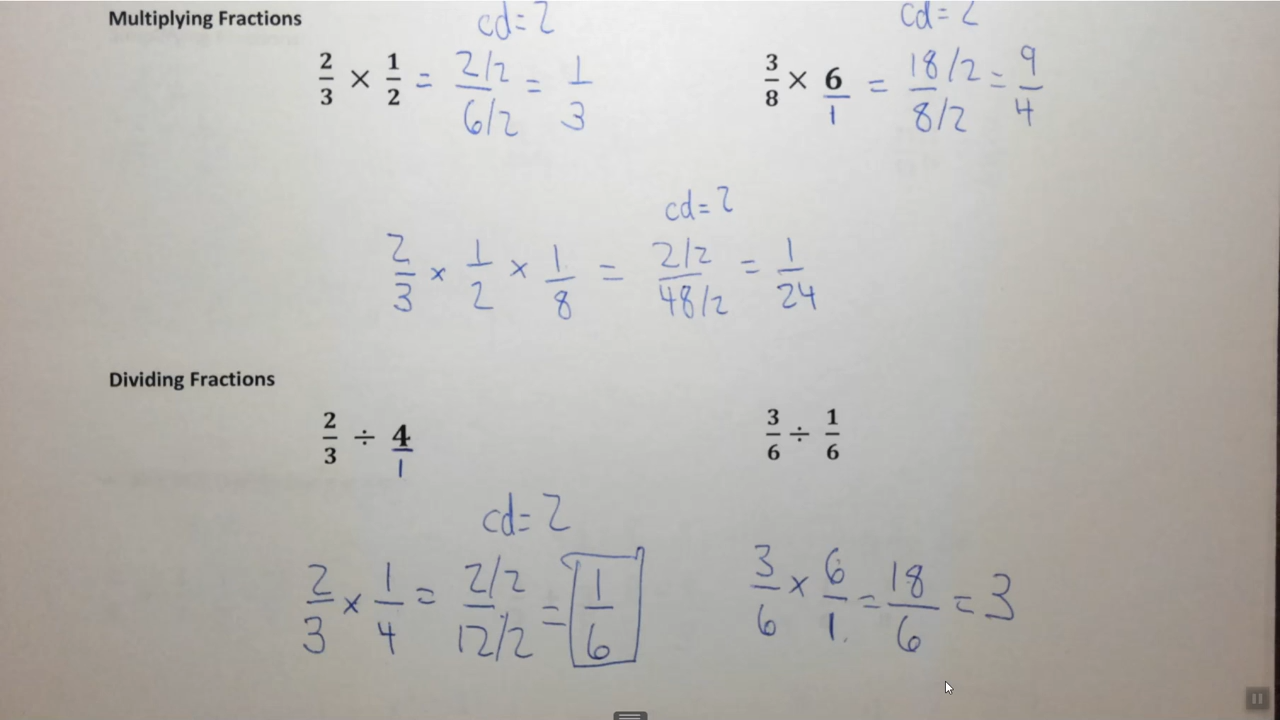 Multiplying Fractions
cd=2
2/3 × 1/2 = (2/2)/(6/2) = 1/3
cd=2
3/8 × 6/1 = (18/2)/(8/2) = 9/4
cd=2
2/3 × 1/2 × 1/8 = (2/2)/(48/2) = 1/24
Dividing Fractions
2/3 ÷ 4/1
cd=2
2/3 × 1/4 = (2/2)/(12/2) = 1/6
3/6 ÷ 1/6
3/6 × 6/1 = 18/6 = 3